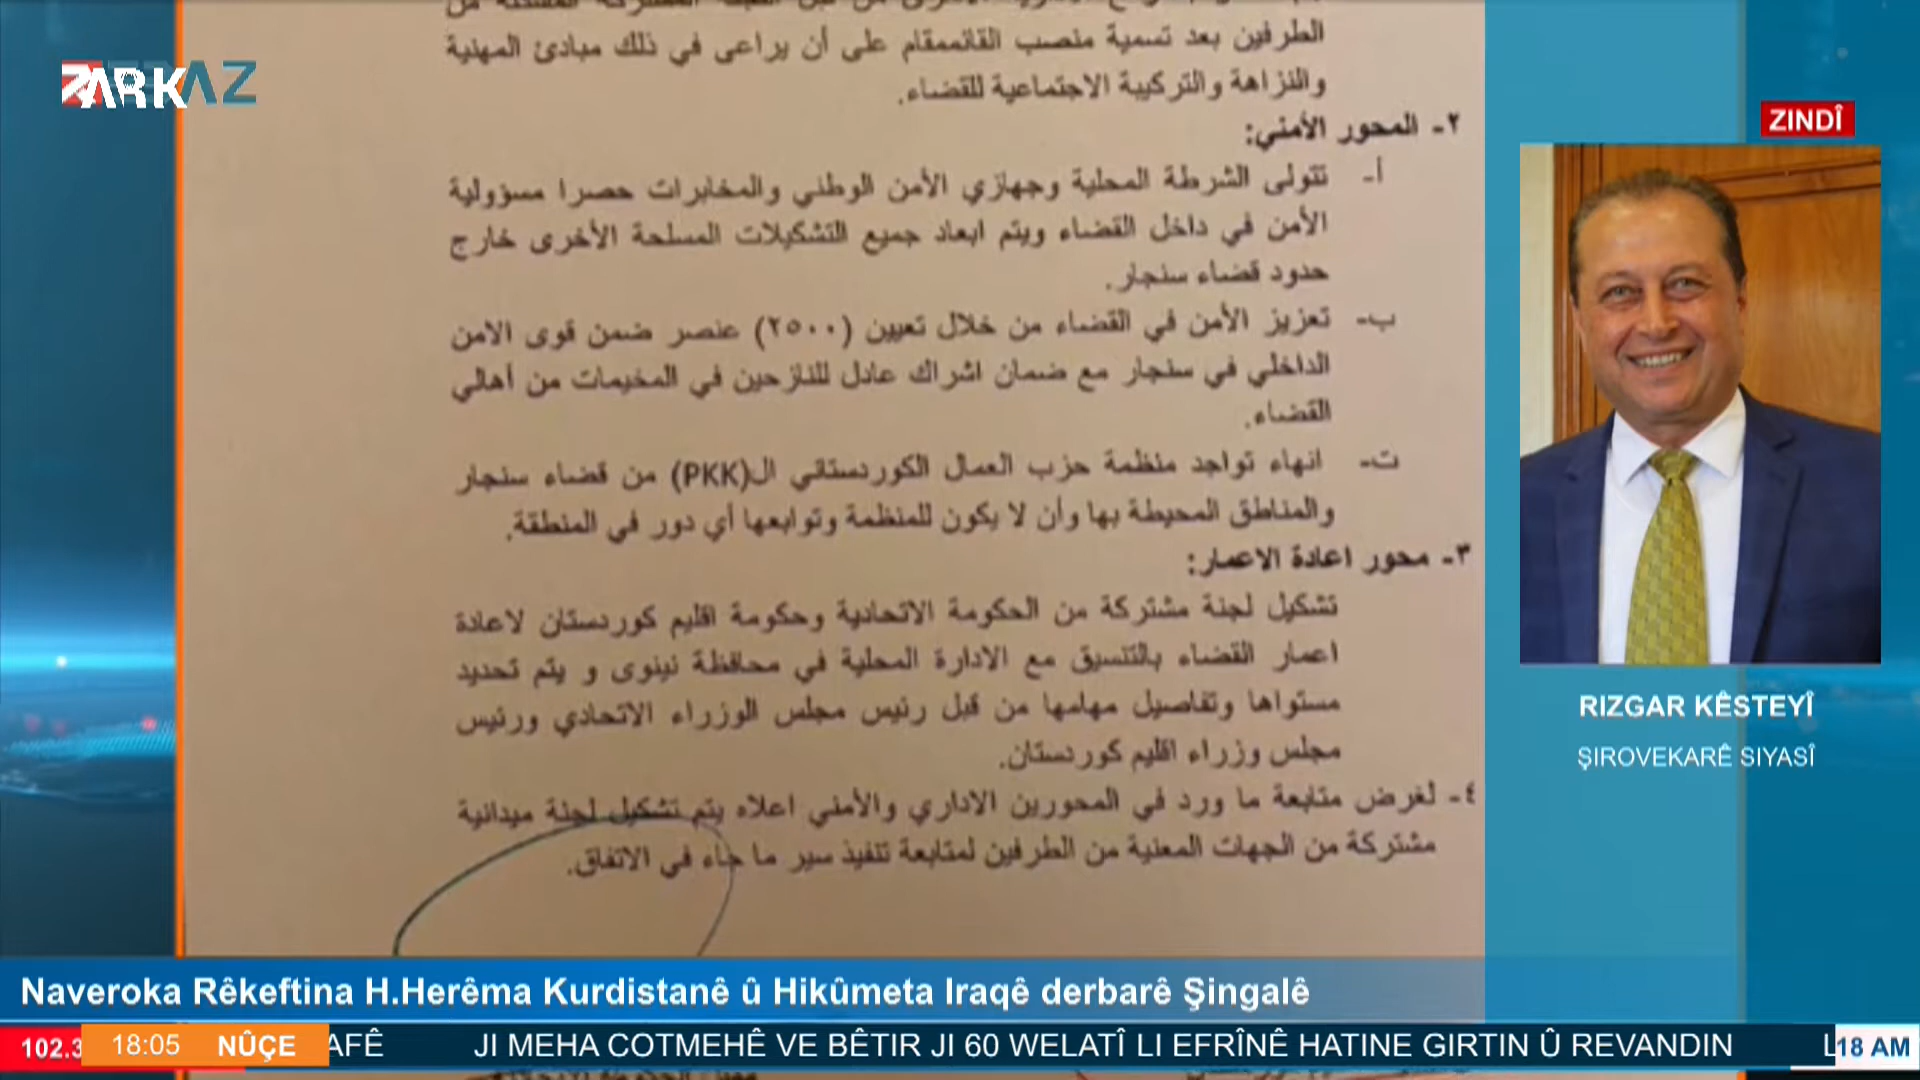 الطرفين بعد تسمية منصب القائممقام على أن يراعى في ذلك مبادئ المهنية
والنزاهة والتركيبة الاجتماعية للقضاء.
٢- المحور الأمني:
أ- تتولى الشرطة المحلية وجهازي الأمن الوطني والمخابرات حصرا مسؤولية
الأمن في داخل القضاء ويتم ابعاد جميع التشكيلات المسلحة الأخرى خارج
حدود قضاء سنجار.
ب- تعزيز الأمن في القضاء من خلال تعيين (٢٥٠٠) عنصر ضمن قوى الامن
الداخلي في سنجار مع ضمان اشراك عادل للنازحين في المخيمات من أهالي
القضاء.
ت- انهاء تواجد منظمة حزب العمال الكوردستاني ال(PKK) من قضاء سنجار
والمناطق المحيطة بها وأن لا يكون للمنظمة وتوابعها أي دور في المنطقة.
٣- محور اعادة الاعمار:
تشكيل لجنة مشتركة من الحكومة الاتحادية وحكومة اقليم كوردستان لاعادة
اعمار القضاء بالتنسيق مع الادارة المحلية في محافظة نينوى و يتم تحديد
مستواها وتفاصيل مهامها من قبل رئيس مجلس الوزراء الاتحادي ورئيس
مجلس وزراء اقليم كوردستان.
٤- لغرض متابعة ما ورد في المحورين الاداري والأمني اعلاه يتم تشكيل لجنة ميدانية
مشتركة من الجهات المعنية من الطرفين لمتابعة تنفيذ سير ما جاء في الاتفاق.
ZINDÎ
RIZGAR KÊSTEYÎ
ŞIROVEKARÊ SIYASÎ
Naveroka Rêkeftina H.Herêma Kurdistanê û Hikûmeta Iraqê derbarê Şingalê
102.3 18:05 NÛÇE AFÊ JI MEHA COTMEHÊ VE BÊTIR JI 60 WELATÎ LI EFRÎNÊ HATINE GIRTIN Û REVANDIN 18 AM